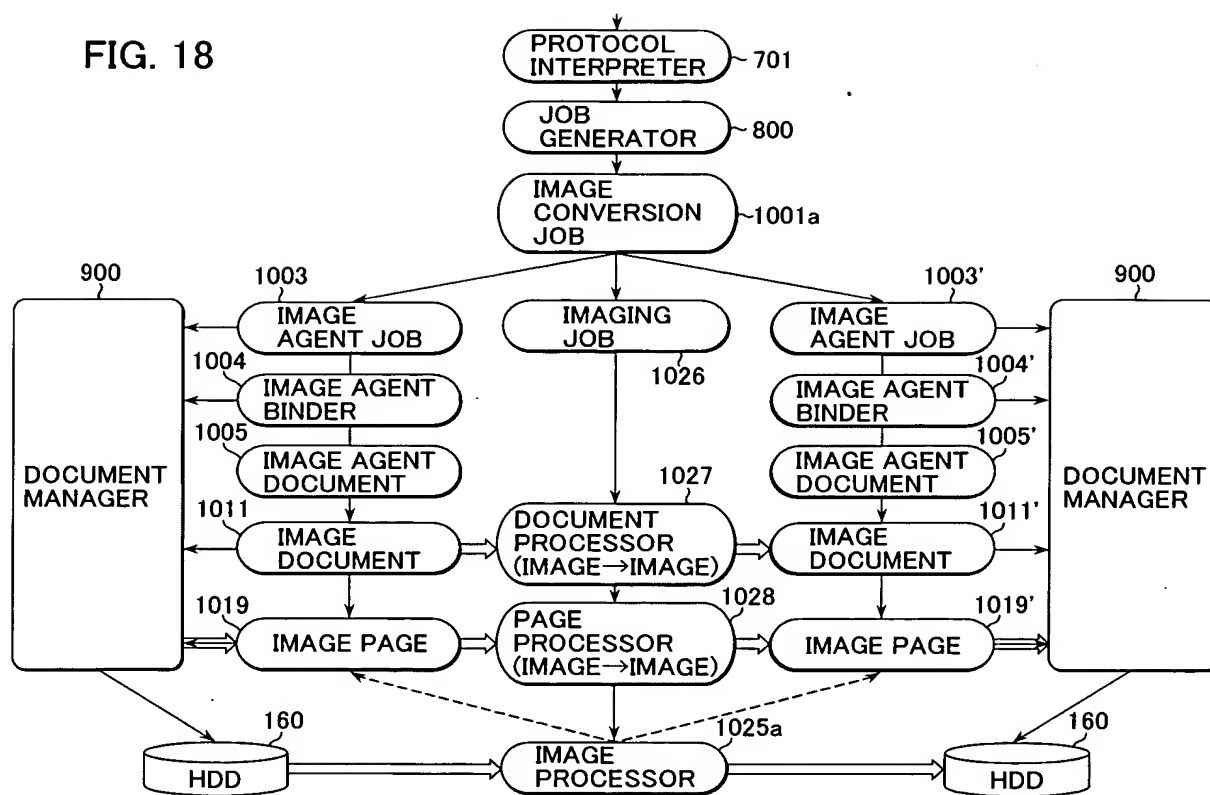 FIG. 18
PROTOCOL
INTERPRETER
701
JOB
GENERATOR
800
IMAGE
CONVERSION
JOB
1001a
900
1003
1003'
900
IMAGE
AGENT JOB
IMAGING
JOB
1026
IMAGE
AGENT JOB
1004
1004'
IMAGE AGENT
BINDER
IMAGE AGENT
BINDER
1005
1005'
IMAGE AGENT
DOCUMENT
IMAGE AGENT
DOCUMENT
DOCUMENT
MANAGER
DOCUMENT
MANAGER
1011
1027
1011'
IMAGE
DOCUMENT
DOCUMENT
PROCESSOR
(IMAGE→IMAGE)
IMAGE
DOCUMENT
1019
1028
1019'
IMAGE PAGE
PAGE
PROCESSOR
(IMAGE→IMAGE)
IMAGE PAGE
160
1025a
160
HDD
IMAGE
PROCESSOR
HDD